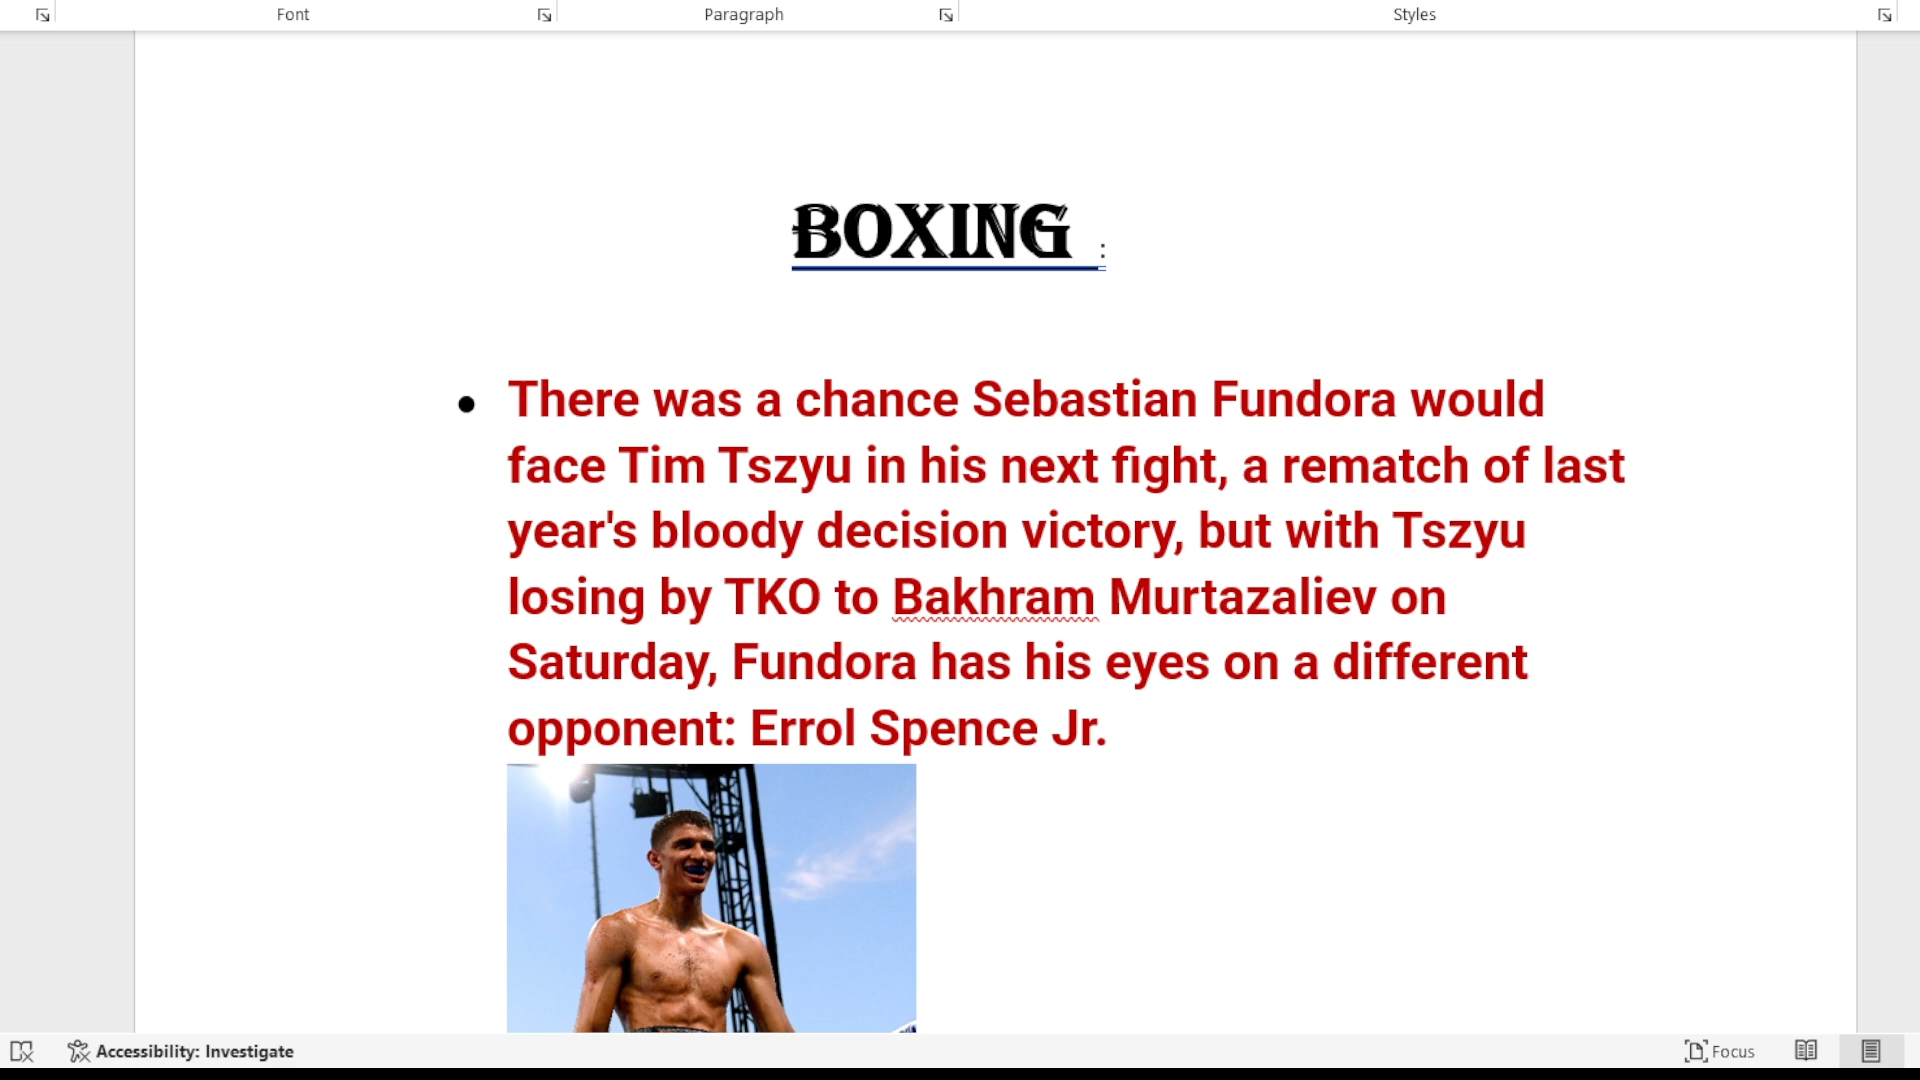 Font
Paragraph
Styles
BOXING :
There was a chance Sebastian Fundora would
face Tim Tszyu in his next fight, a rematch of last
year's bloody decision victory, but with Tszyu
losing by TKO to Bakhram Murtazaliev on
Saturday, Fundora has his eyes on a different
opponent: Errol Spence Jr.
Accessibility: Investigate
Focus